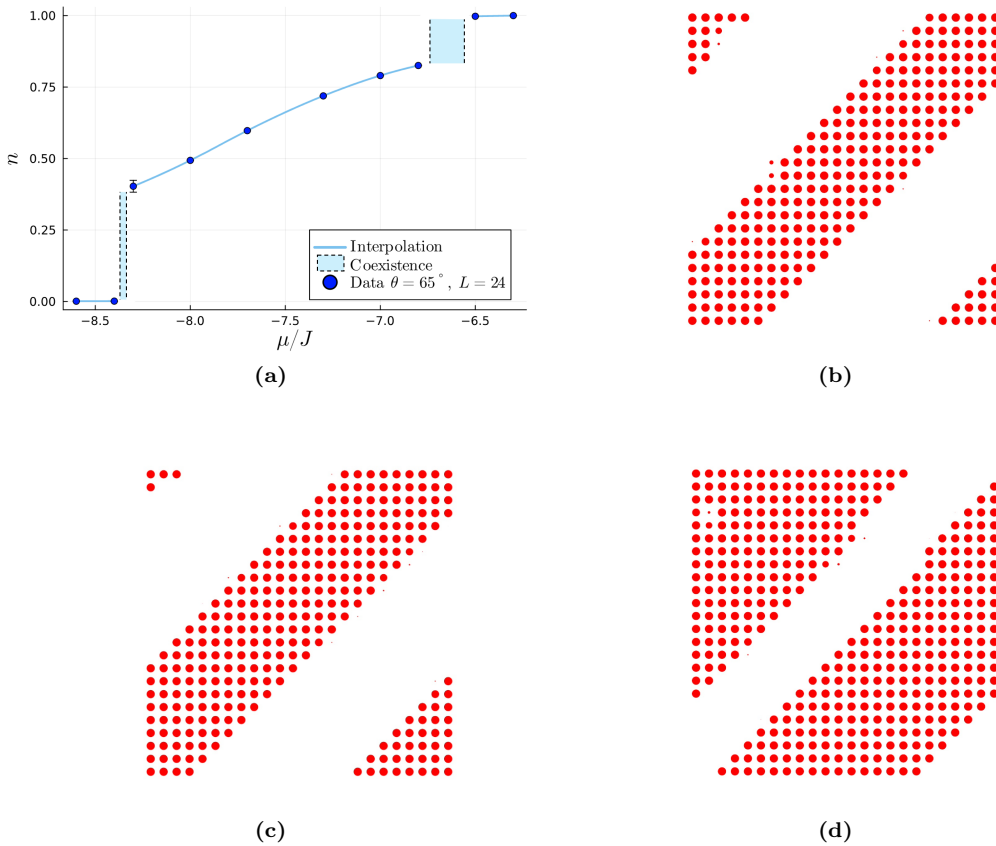 1.00
0.75
0.50
0.25
0.00
n
−8.5 −8.0 −7.5 −7.0 −6.5
μ/J
Interpolation
Coexistence
Data θ = 65°, L = 24
(a)
(b)
(c)
(d)